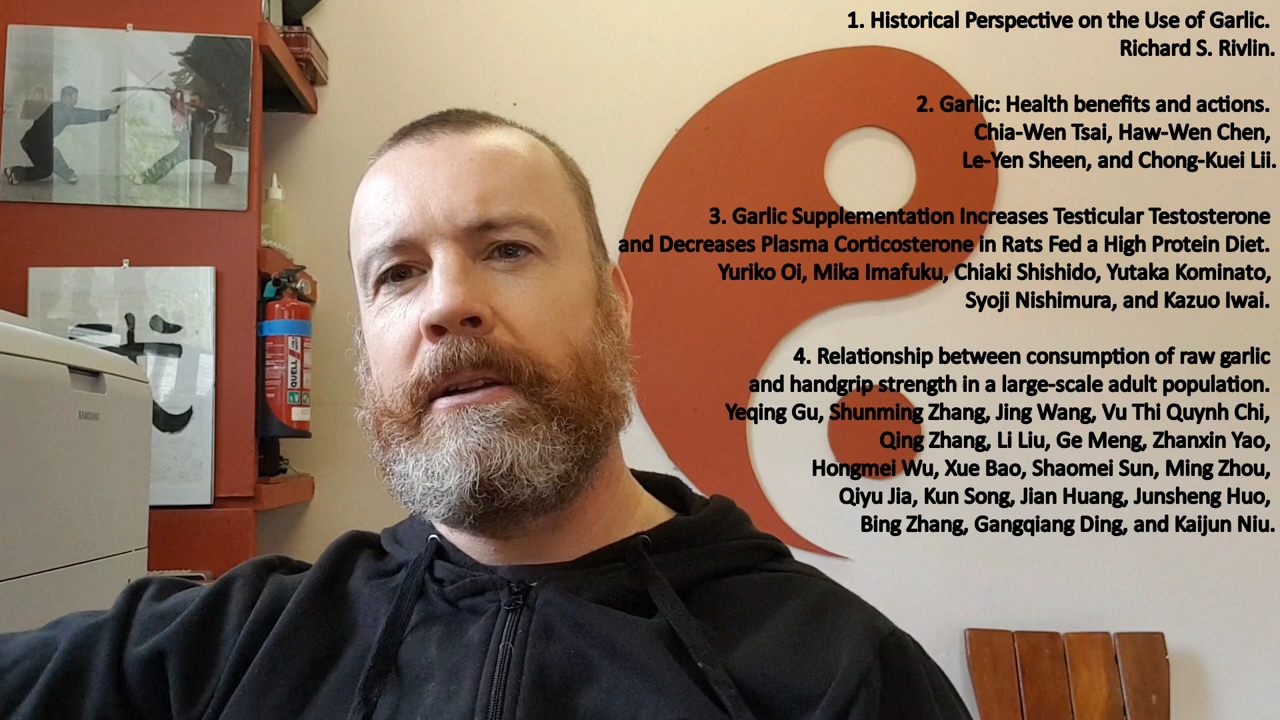 1. Historical Perspective on the Use of Garlic.
Richard S. Rivlin.
2. Garlic: Health benefits and actions.
Chia-Wen Tsai, Haw-Wen Chen,
Le-Yen Sheen, and Chong-Kuei Lii.
3. Garlic Supplementation Increases Testicular Testosterone
and Decreases Plasma Corticosterone in Rats Fed a High Protein Diet.
Yuriko Oi, Mika Imafuku, Chiaki Shishido, Yutaka Kominato,
Syoji Nishimura, and Kazuo Iwai.
4. Relationship between consumption of raw garlic
and handgrip strength in a large-scale adult population.
Yeqing Gu, Shunming Zhang, Jing Wang, Vu Thi Quynh Chi,
Qing Zhang, Li Liu, Ge Meng, Zhanxin Yao,
Hongmei Wu, Xue Bao, Shaomei Sun, Ming Zhou,
Qiyu Jia, Kun Song, Jian Huang, Junsheng Huo,
Bing Zhang, Gangqiang Ding, and Kaijun Niu.
SAMSUNG
QUELL